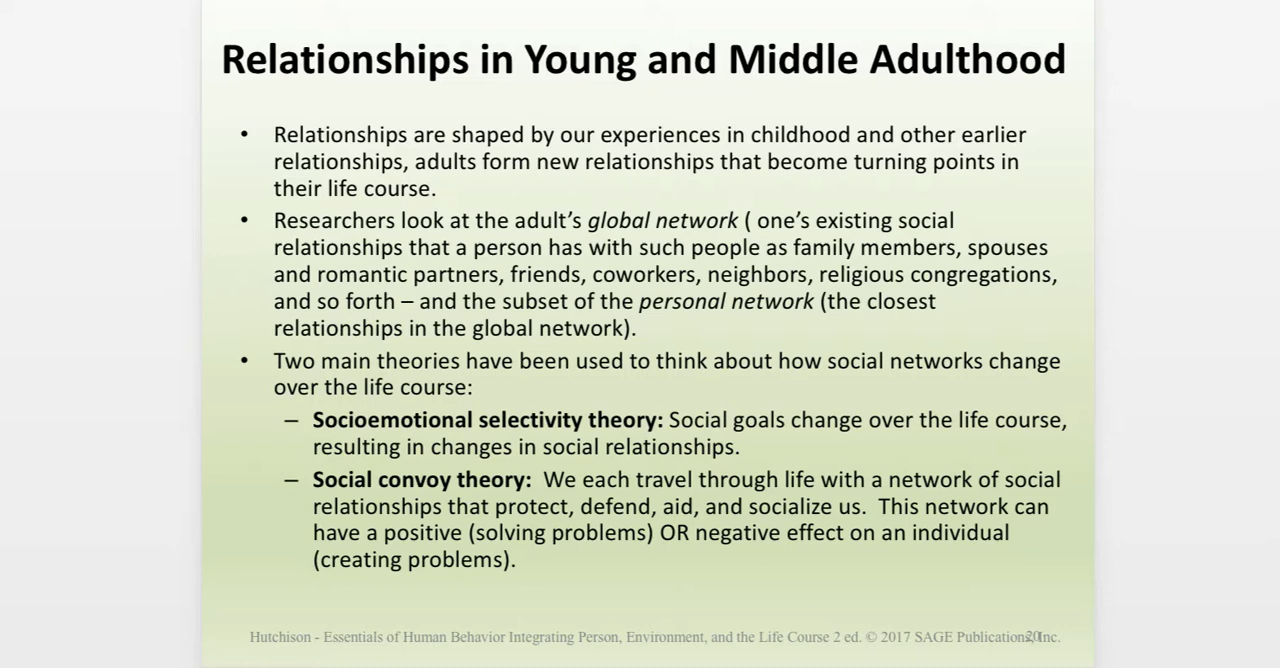 Relationships in Young and Middle Adulthood
• Relationships are shaped by our experiences in childhood and other earlier
relationships, adults form new relationships that become turning points in
their life course.
• Researchers look at the adult’s global network ( one’s existing social
relationships that a person has with such people as family members, spouses
and romantic partners, friends, coworkers, neighbors, religious congregations,
and so forth – and the subset of the personal network (the closest
relationships in the global network).
• Two main theories have been used to think about how social networks change
over the life course:
– Socioemotional selectivity theory: Social goals change over the life course,
resulting in changes in social relationships.
– Social convoy theory:  We each travel through life with a network of social
relationships that protect, defend, aid, and socialize us.  This network can
have a positive (solving problems) OR negative effect on an individual
(creating problems).
Hutchison - Essentials of Human Behavior Integrating Person, Environment, and the Life Course 2 ed. © 2017 SAGE Publications, Inc.
20